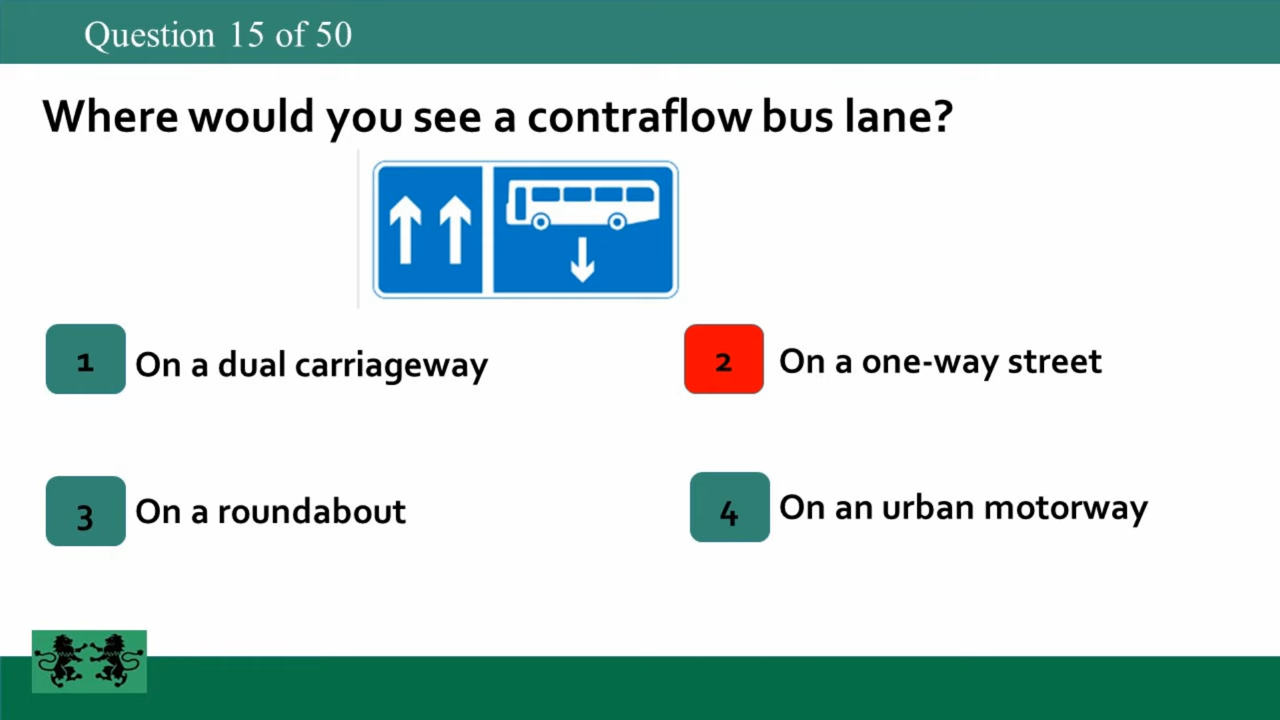 Question 15 of 50
Where would you see a contraflow bus lane?
1 On a dual carriageway
2 On a one-way street
3 On a roundabout
4 On an urban motorway